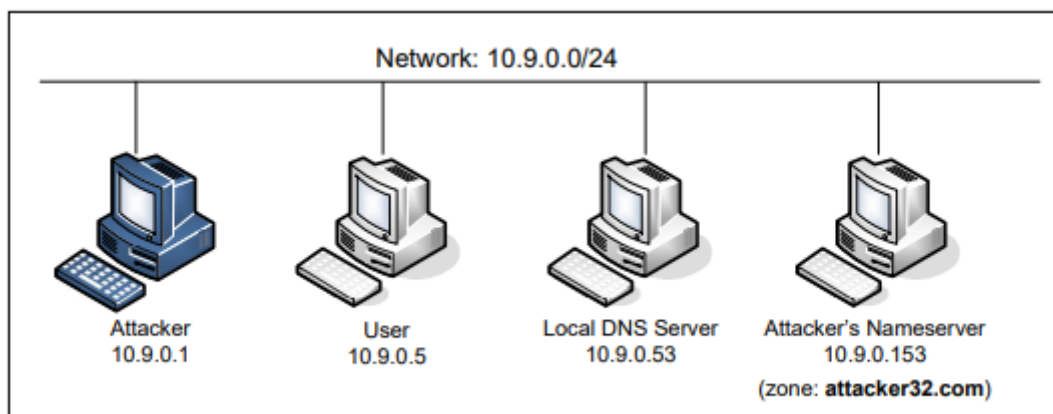 Network: 10.9.0.0/24
Attacker
10.9.0.1
User
10.9.0.5
Local DNS Server
10.9.0.53
Attacker's Nameserver
10.9.0.153
(zone: attacker32.com)